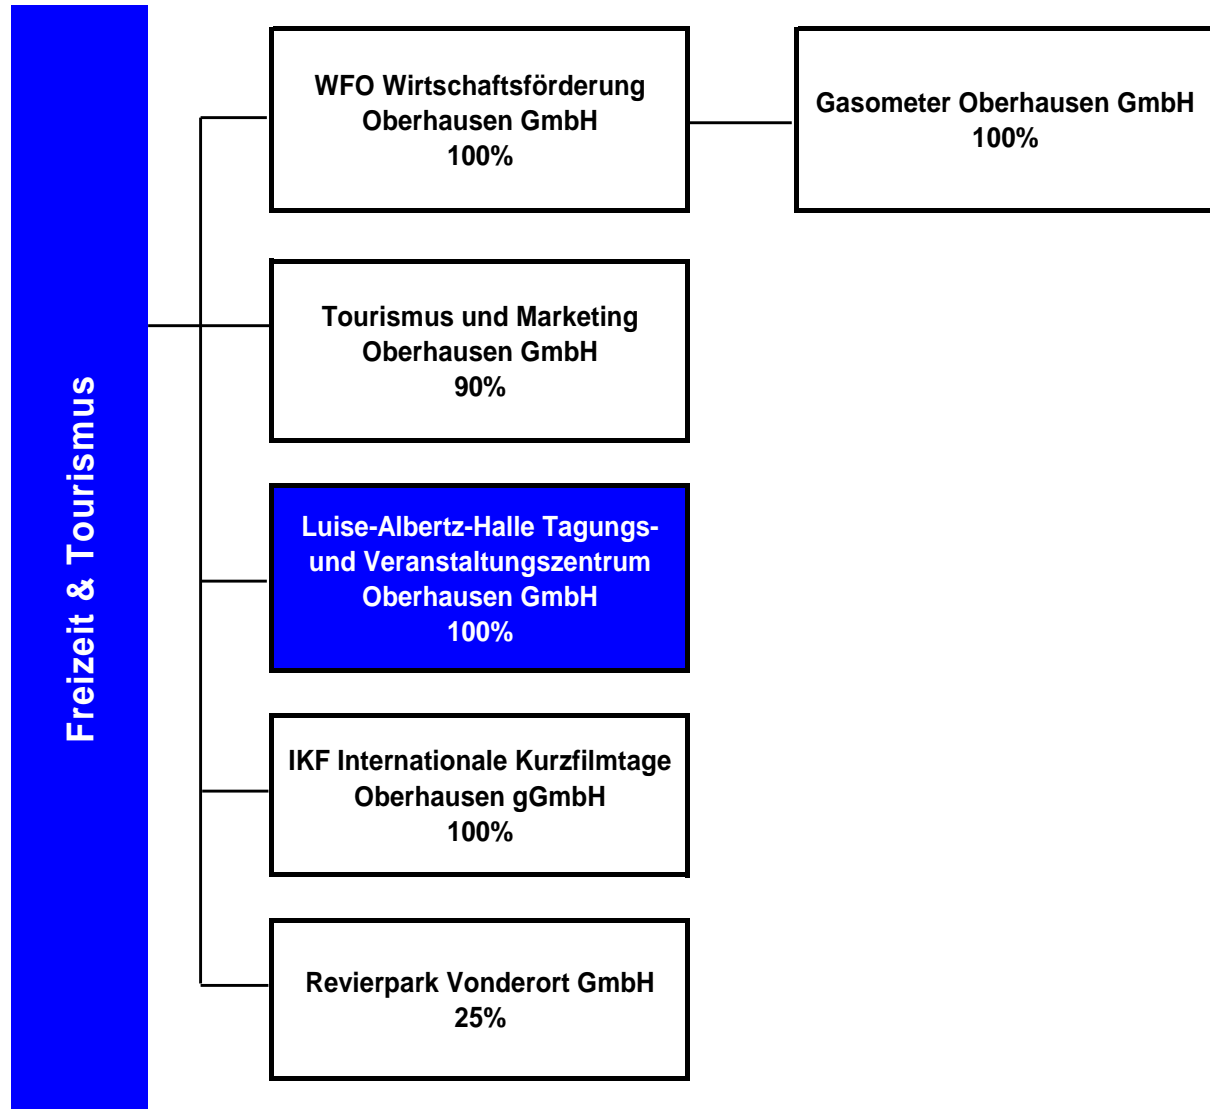 Freizeit & Tourismus
WFO Wirtschaftsförderung
Oberhausen GmbH
100%
Gasometer Oberhausen GmbH
100%
Tourismus und Marketing
Oberhausen GmbH
90%
Luise-Albertz-Halle Tagungs-
und Veranstaltungszentrum
Oberhausen GmbH
100%
IKF Internationale Kurzfilmtage
Oberhausen gGmbH
100%
Revierpark Vonderort GmbH
25%